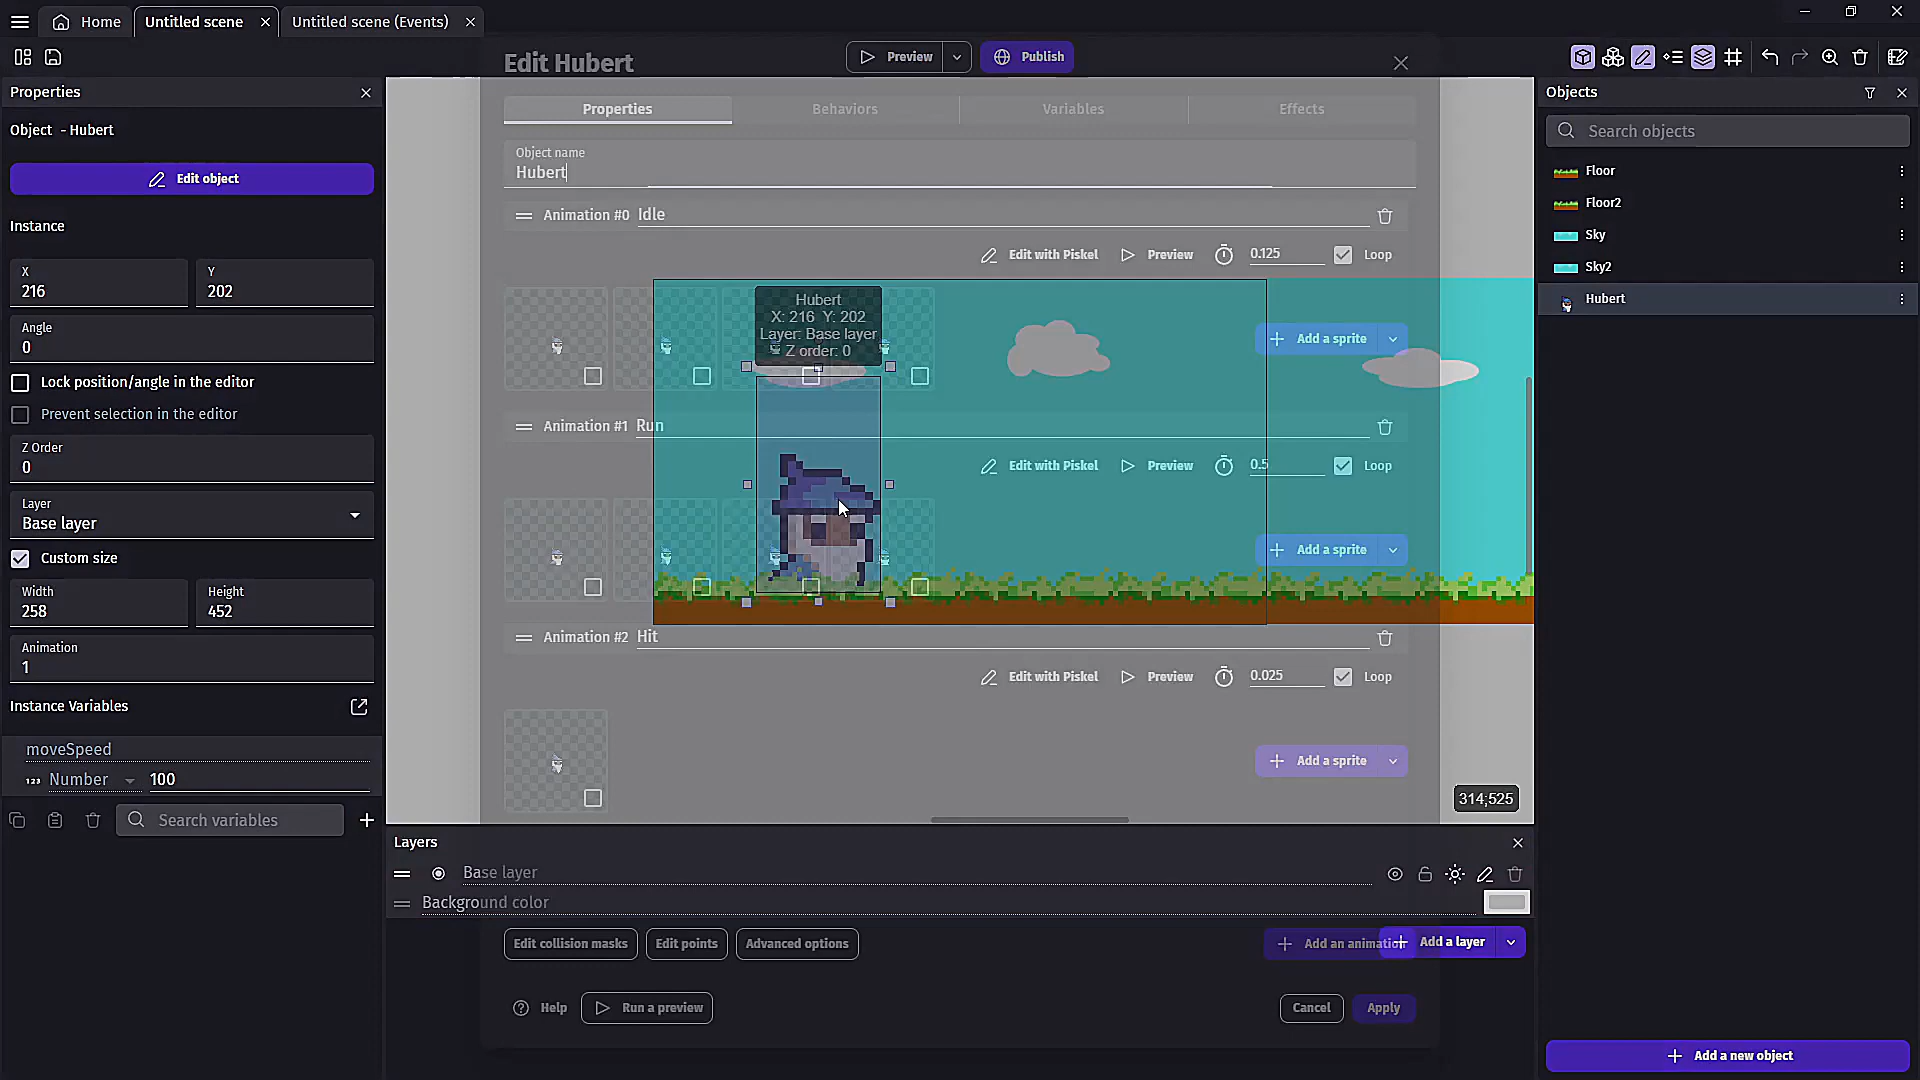 Home
Untitled scene
Untitled scene (Events)
Preview
Publish
Properties
Object - Hubert
Edit object
Instance
X
216
Y
202
Angle
0
Lock position/angle in the editor
Prevent selection in the editor
Z Order
0
Layer
Base layer
Custom size
Width
258
Height
452
Animation
1
Instance Variables
moveSpeed
123 Number 100
Search variables
Edit Hubert
Properties
Behaviors
Variables
Effects
Object name
Hubert
Animation #0 Idle
Edit with Piskel
Preview
0.125
Loop
Hubert
X: 216 Y: 202
Layer: Base layer
Z order: 0
Add a sprite
Animation #1 Run
Edit with Piskel
Preview
0.5
Loop
Add a sprite
Animation #2 Hit
Edit with Piskel
Preview
0.025
Loop
Add a sprite
314;525
Layers
Base layer
Background color
Edit collision masks
Edit points
Advanced options
Add an animation
Add a layer
Help
Run a preview
Cancel
Apply
Objects
Search objects
Floor
Floor2
Sky
Sky2
Hubert
Add a new object